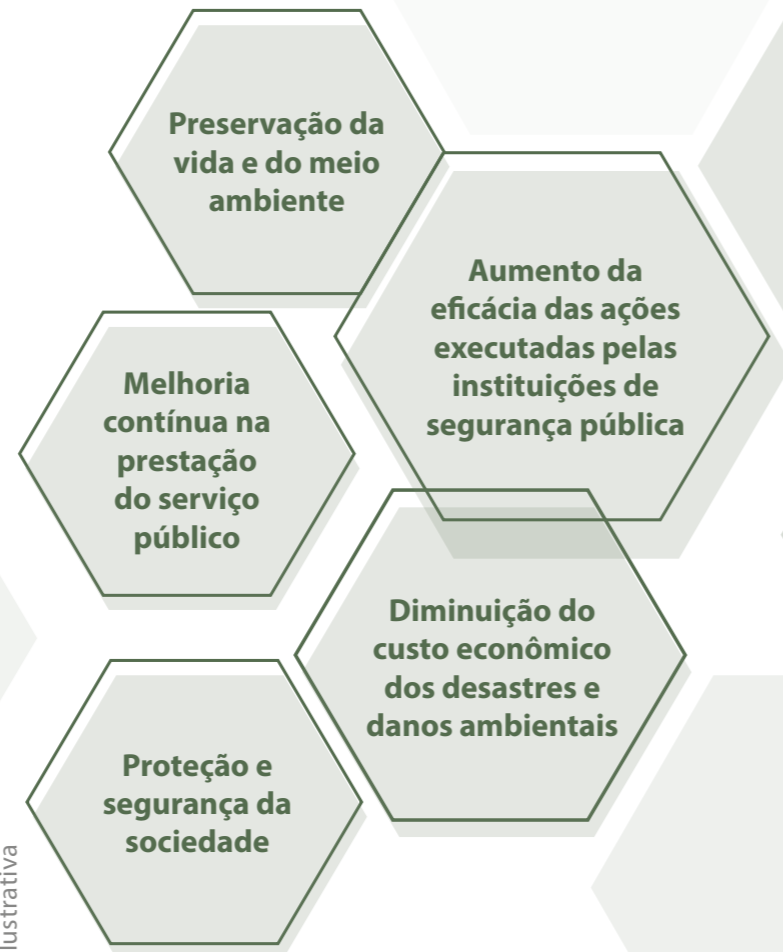 Preservação da
vida e do meio
ambiente
Aumento da
eficácia das ações
executadas pelas
instituições de
segurança pública
Melhoria
contínua na
prestação
do serviço
público
Diminuição do
custo econômico
dos desastres e
danos ambientais
Proteção e
segurança da
sociedade